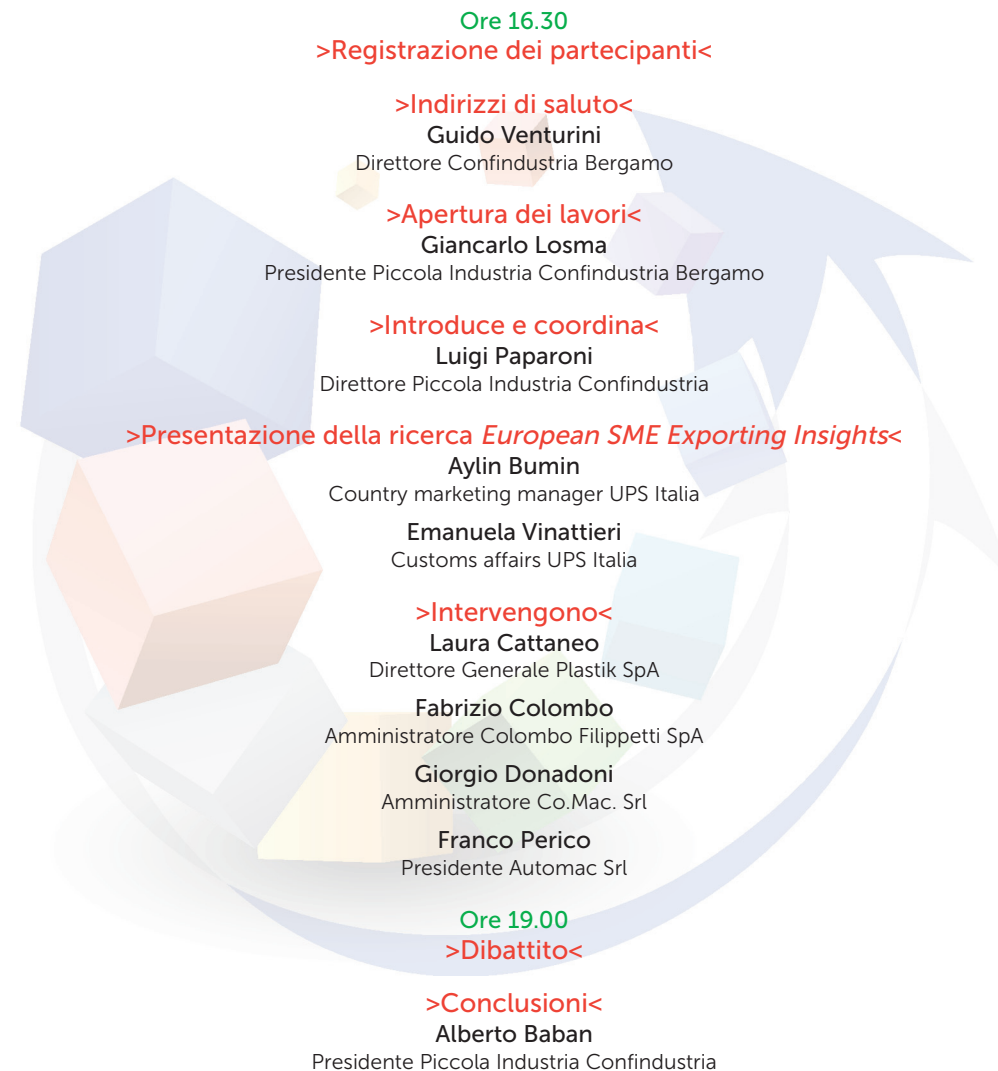 Ore 16.30
>Registrazione dei partecipanti<
>Indirizzi di saluto<
Guido Venturini
Direttore Confindustria Bergamo
>Apertura dei lavori<
Giancarlo Losma
Presidente Piccola Industria Confindustria Bergamo
>Introduce e coordina<
Luigi Paparoni
Direttore Piccola Industria Confindustria
>Presentazione della ricerca European SME Exporting Insights<
Aylin Bumin
Country marketing manager UPS Italia
Emanuela Vinattieri
Customs affairs UPS Italia
>Intervengono<
Laura Cattaneo
Direttore Generale Plastik SpA
Fabrizio Colombo
Amministratore Colombo Filippetti SpA
Giorgio Donadoni
Amministratore Co.Mac. Srl
Franco Perico
Presidente Automac Srl
Ore 19.00
>Dibattito<
>Conclusioni<
Alberto Baban
Presidente Piccola Industria Confindustria